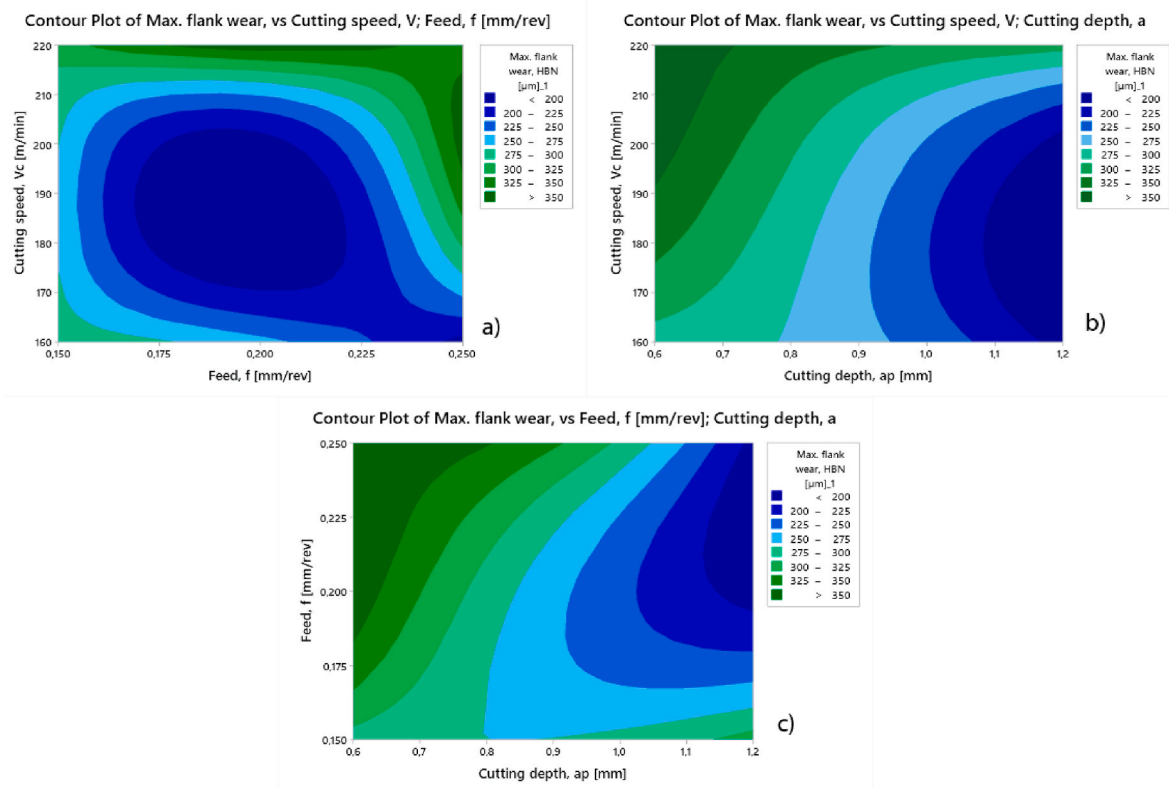 Contour Plot of Max. flank wear, vs Cutting speed, V; Feed, f [mm/rev]
Max. flank
wear, HBN
[µm]_1
< 200
200 – 225
225 – 250
250 – 275
275 – 300
300 – 325
325 – 350
> 350
Cutting speed, Vc [m/min]
220
210
200
190
180
170
160
0,150
0,175
0,200
0,225
0,250
Feed, f [mm/rev]
a)
Contour Plot of Max. flank wear, vs Cutting speed, V; Cutting depth, a
Max. flank
wear, HBN
[µm]_1
< 200
200 – 225
225 – 250
250 – 275
275 – 300
300 – 325
325 – 350
> 350
Cutting speed, Vc [m/min]
220
210
200
190
180
170
160
0,6
0,7
0,8
0,9
1,0
1,1
1,2
Cutting depth, ap [mm]
b)
Contour Plot of Max. flank wear, vs Feed, f [mm/rev]; Cutting depth, a
Max. flank
wear, HBN
[µm]_1
< 200
200 – 225
225 – 250
250 – 275
275 – 300
300 – 325
325 – 350
> 350
Feed, f [mm/rev]
0,250
0,225
0,200
0,175
0,150
0,6
0,7
0,8
0,9
1,0
1,1
1,2
Cutting depth, ap [mm]
c)